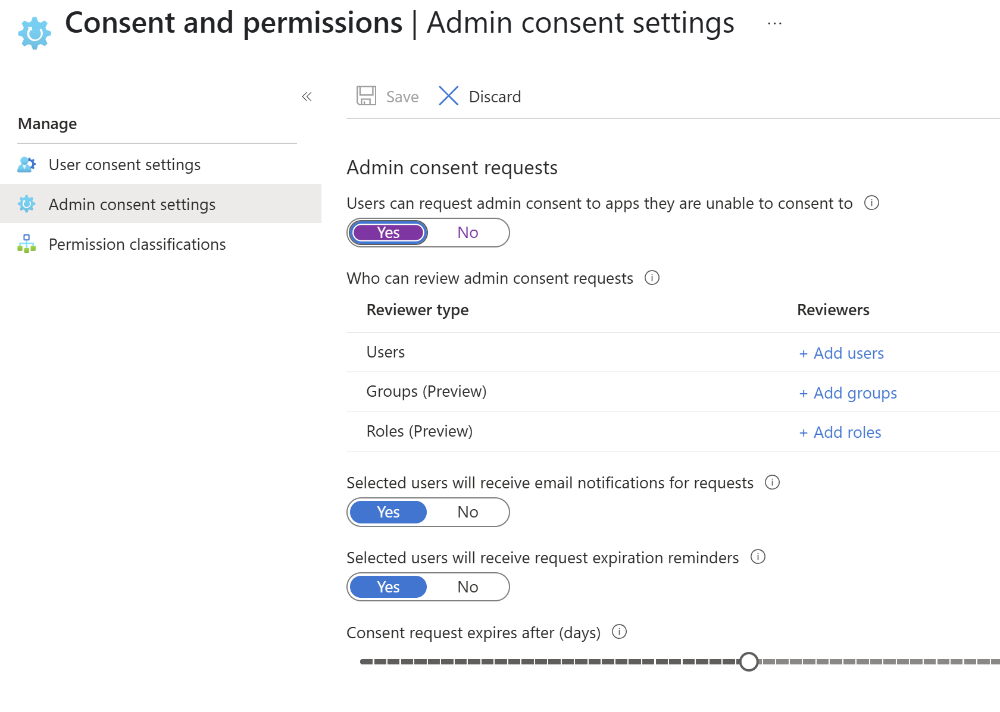 Consent and permissions | Admin consent settings ...
«
Save Discard
Manage
User consent settings
Admin consent settings
Permission classifications
Admin consent requests
Users can request admin consent to apps they are unable to consent to
Yes No
Who can review admin consent requests
Reviewer type Reviewers
Users + Add users
Groups (Preview) + Add groups
Roles (Preview) + Add roles
Selected users will receive email notifications for requests
Yes No
Selected users will receive request expiration reminders
Yes No
Consent request expires after (days)